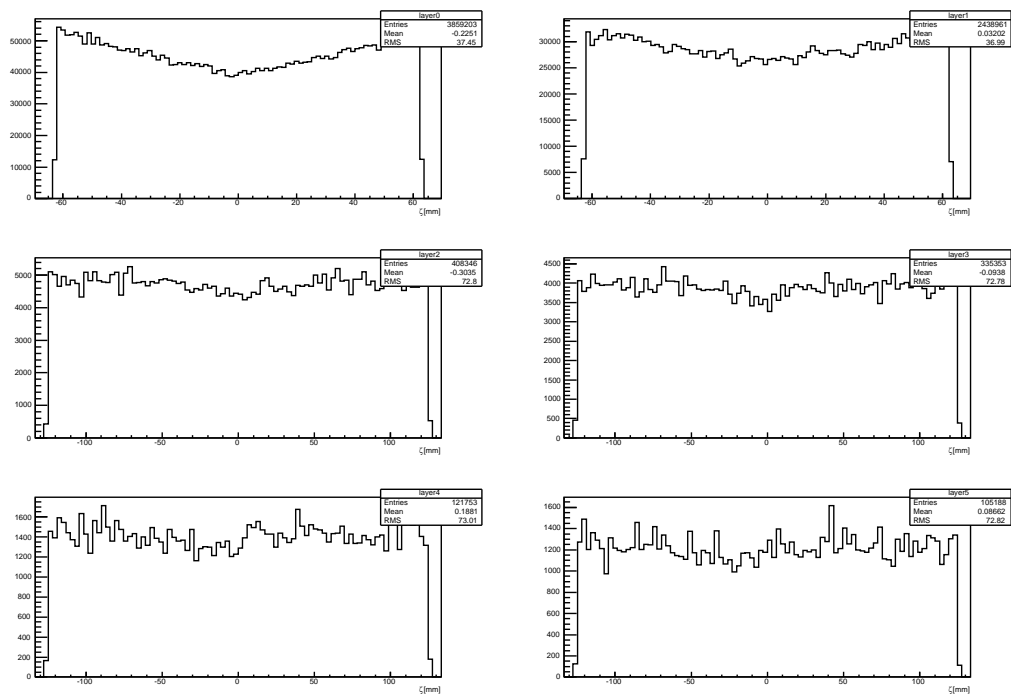 layer0
Entries 3859203
Mean -0.2251
RMS 37.45
50000
40000
30000
20000
10000
0
-60 -40 -20 0 20 40 60
ζ[mm]
layer1
Entries 2438961
Mean 0.03202
RMS 36.99
30000
25000
20000
15000
10000
5000
0
-60 -40 -20 0 20 40 60
ζ[mm]
layer2
Entries 408346
Mean -0.3035
RMS 72.8
5000
4000
3000
2000
1000
0
-100 -50 0 50 100
ζ[mm]
layer3
Entries 335353
Mean -0.0938
RMS 72.78
4500
4000
3500
3000
2500
2000
1500
1000
500
0
-100 -50 0 50 100
ζ[mm]
layer4
Entries 121753
Mean 0.1881
RMS 73.01
1600
1400
1200
1000
800
600
400
200
0
-100 -50 0 50 100
ζ[mm]
layer5
Entries 105188
Mean 0.08662
RMS 72.82
1600
1400
1200
1000
800
600
400
200
0
-100 -50 0 50 100
ζ[mm]